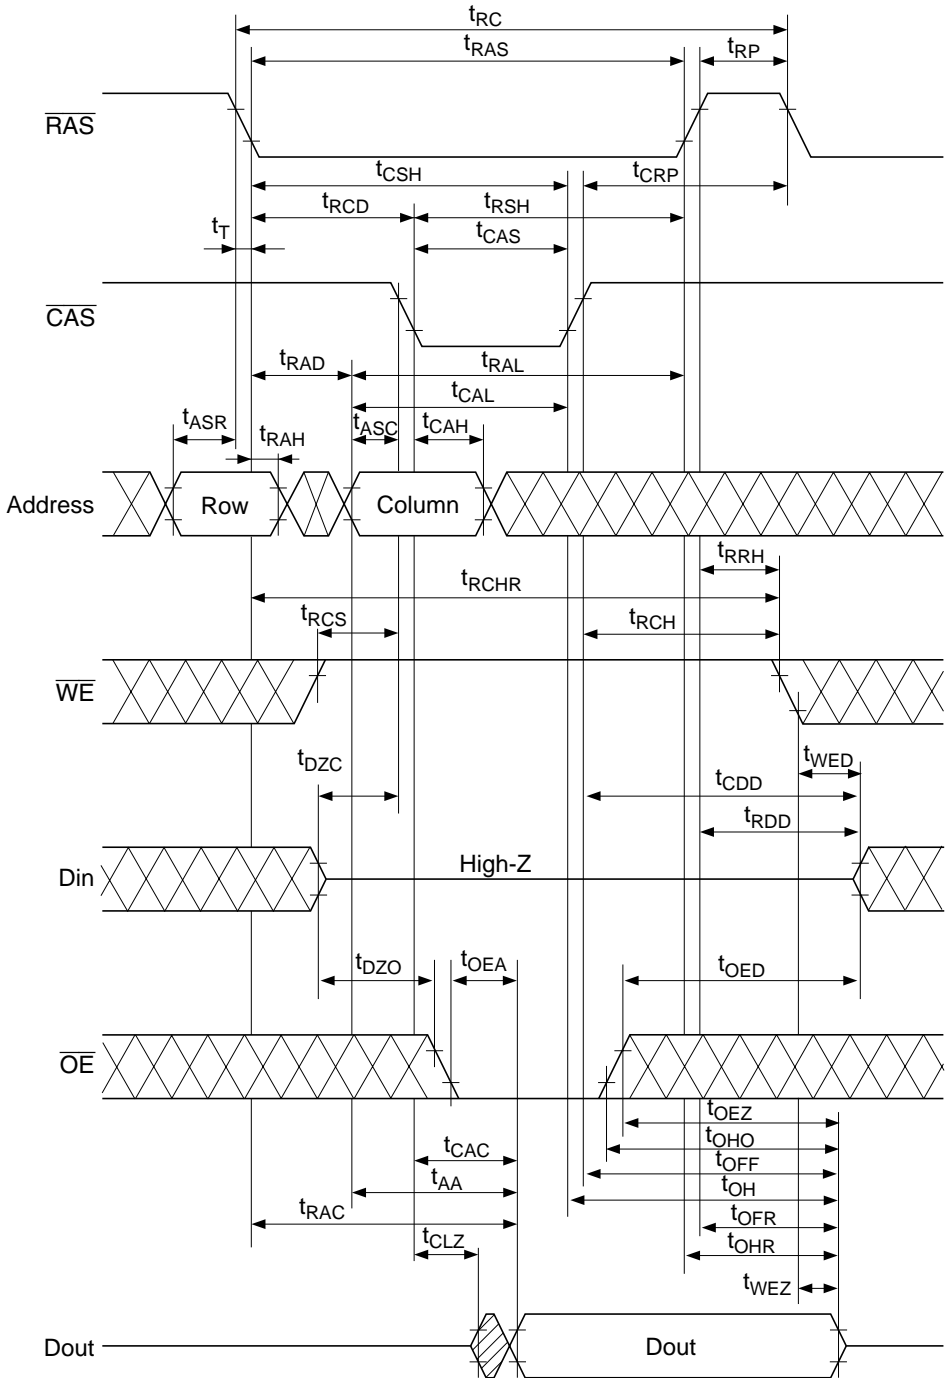 tRC
tRAS
tRP
RAS
tCSH
tCRP
tRCD
tRSH
tT
tCAS
CAS
tRAD
tRAL
tCAL
tASR
tRAH
tASC
tCAH
Address
Row
Column
tRRH
tRCHR
tRCS
tRCH
WE
tDZC
tWED
tCDD
tRDD
Din
High-Z
tDZO
tOEA
tOED
OE
tOEZ
tOHO
tCAC
tOFF
tAA
tOH
tRAC
tOFR
tCLZ
tOHR
tWEZ
Dout
Dout